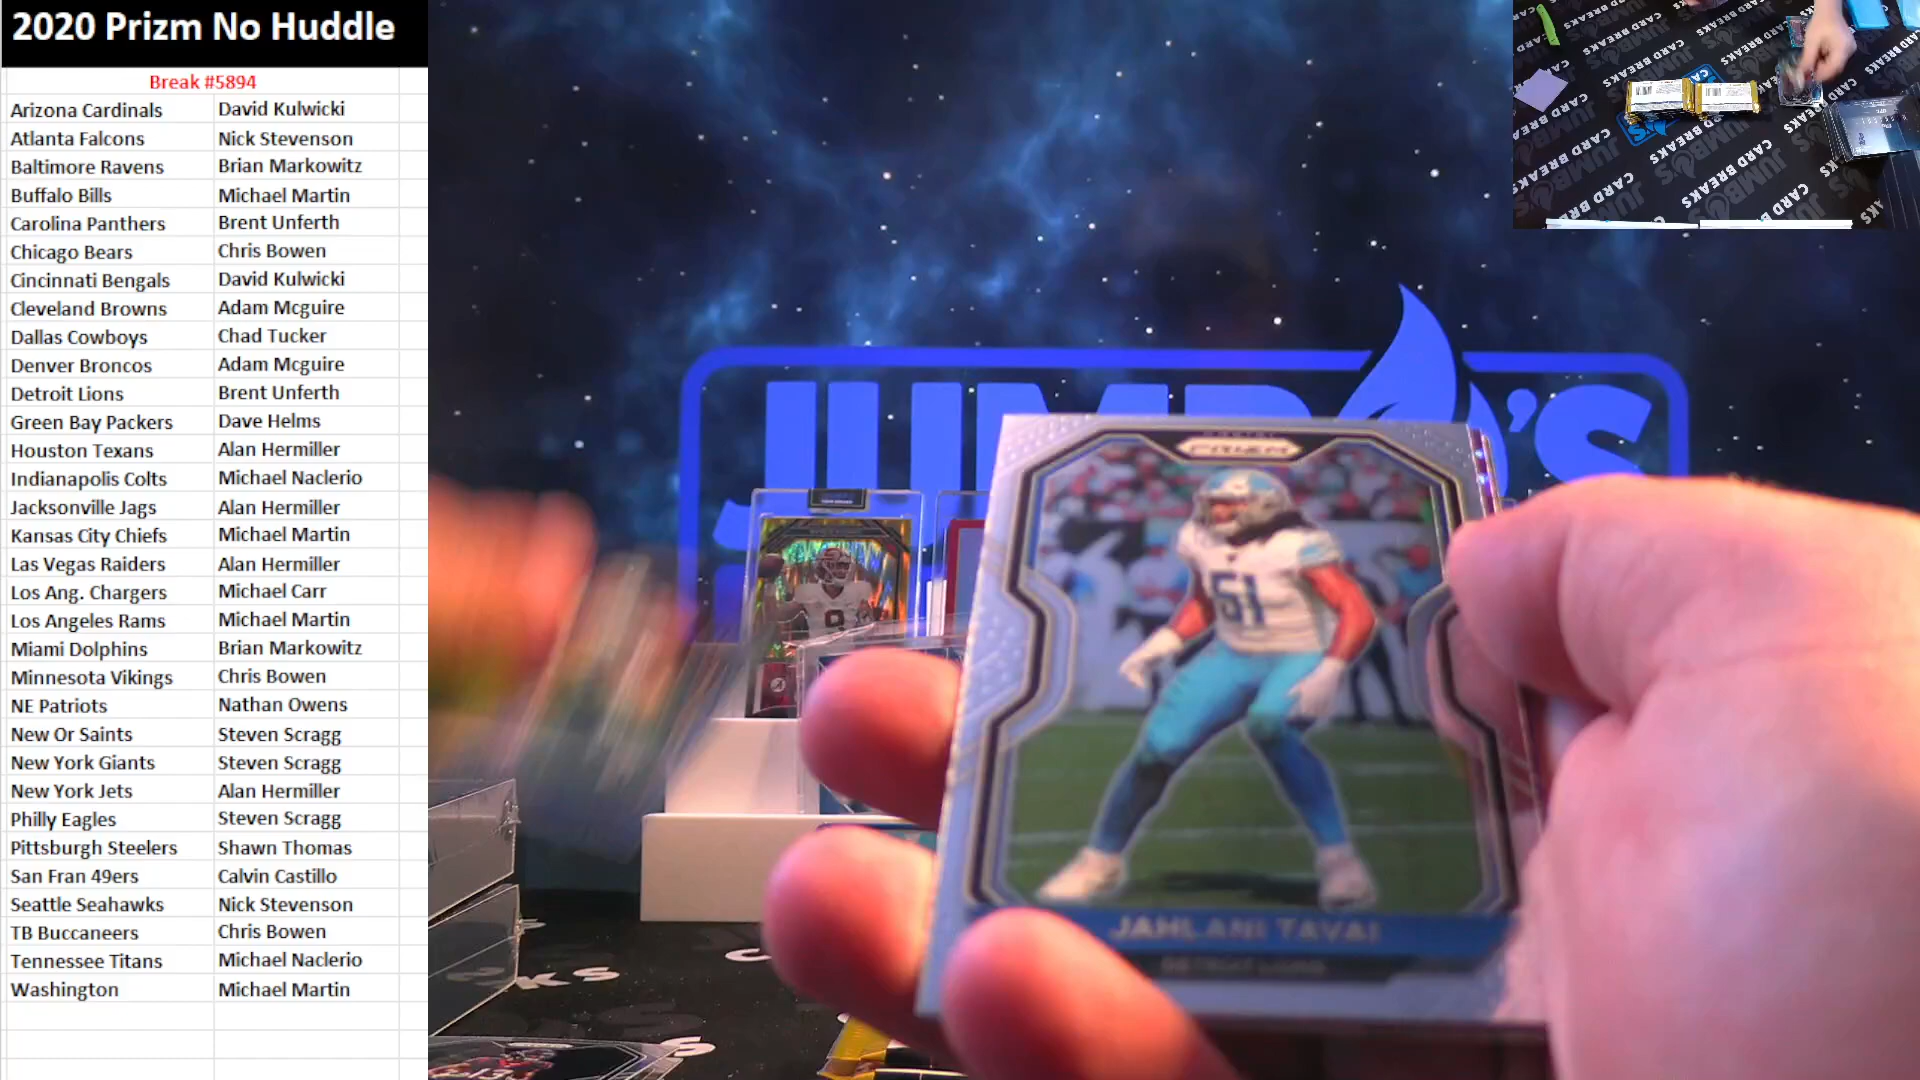 2020 Prizm No Huddle
Break #5894
Arizona Cardinals David Kulwicki
Atlanta Falcons Nick Stevenson
Baltimore Ravens Brian Markowitz
Buffalo Bills Michael Martin
Carolina Panthers Brent Unferth
Chicago Bears Chris Bowen
Cincinnati Bengals David Kulwicki
Cleveland Browns Adam Mcguire
Dallas Cowboys Chad Tucker
Denver Broncos Adam Mcguire
Detroit Lions Brent Unferth
Green Bay Packers Dave Helms
Houston Texans Alan Hermiller
Indianapolis Colts Michael Naclerio
Jacksonville Jags Alan Hermiller
Kansas City Chiefs Michael Martin
Las Vegas Raiders Alan Hermiller
Los Ang. Chargers Michael Carr
Los Angeles Rams Michael Martin
Miami Dolphins Brian Markowitz
Minnesota Vikings Chris Bowen
NE Patriots Nathan Owens
New Or Saints Steven Scragg
New York Giants Steven Scragg
New York Jets Alan Hermiller
Philly Eagles Steven Scragg
Pittsburgh Steelers Shawn Thomas
San Fran 49ers Calvin Castillo
Seattle Seahawks Nick Stevenson
TB Buccaneers Chris Bowen
Tennessee Titans Michael Naclerio
Washington Michael Martin
CARD BREAKS
JUMBO'S
PRIZM
51
JAHLANI TAVAI
DETROIT LIONS